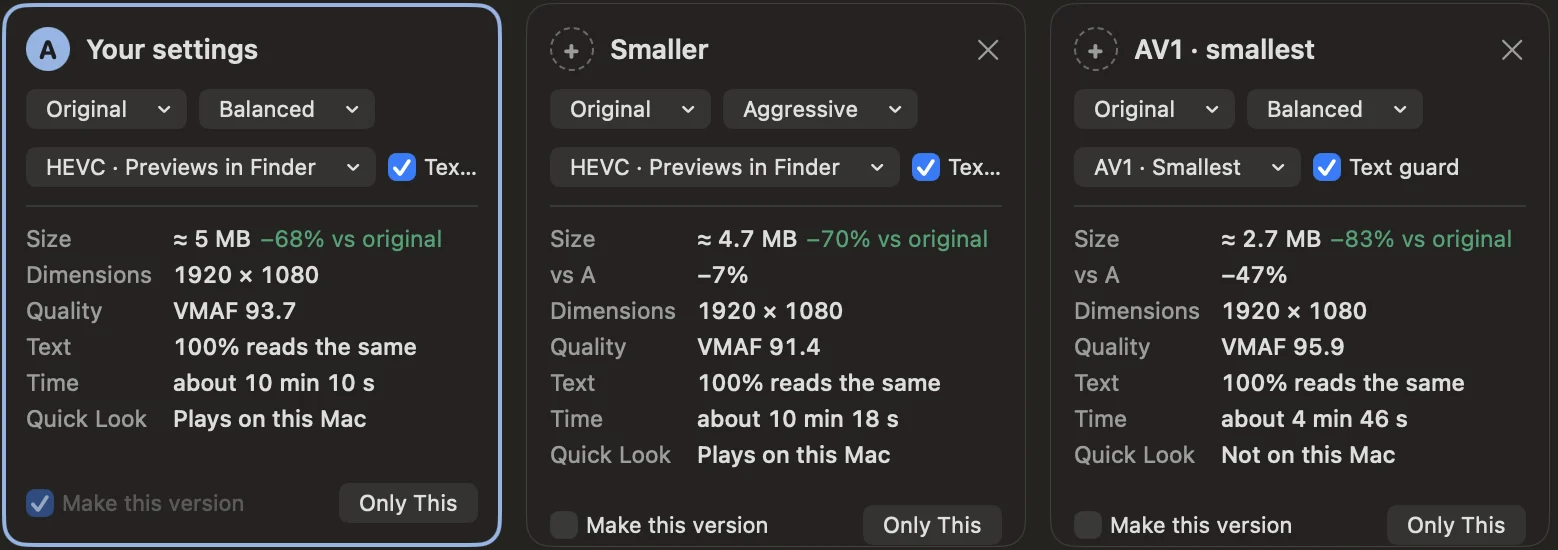 A Your settings
Original Balanced
HEVC · Previews in Finder Tex...
Size ≈ 5 MB −68% vs original
Dimensions 1920 × 1080
Quality VMAF 93.7
Text 100% reads the same
Time about 10 min 10 s
Quick Look Plays on this Mac
Make this version Only This
+ Smaller ×
Original Aggressive
HEVC · Previews in Finder Tex...
Size ≈ 4.7 MB −70% vs original
vs A −7%
Dimensions 1920 × 1080
Quality VMAF 91.4
Text 100% reads the same
Time about 10 min 18 s
Quick Look Plays on this Mac
Make this version Only This
+ AV1 · smallest ×
Original Balanced
AV1 · Smallest Text guard
Size ≈ 2.7 MB −83% vs original
vs A −47%
Dimensions 1920 × 1080
Quality VMAF 95.9
Text 100% reads the same
Time about 4 min 46 s
Quick Look Not on this Mac
Make this version Only This